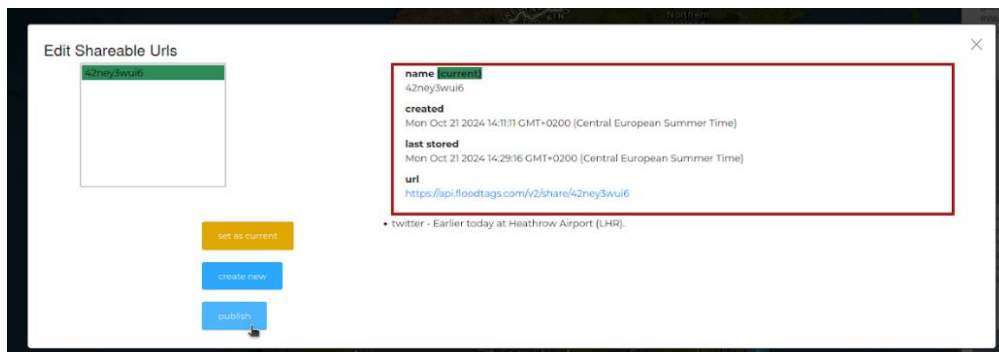 Northern
Edit Shareable Urls
42ney3wui6
name (current)
42ney3wui6
created
Mon Oct 21 2024 14:11:11 GMT+0200 (Central European Summer Time)
last stored
Mon Oct 21 2024 14:29:16 GMT+0200 (Central European Summer Time)
url
https://api.floodtags.com/v2/share/42ney3wui6
• twitter - Earlier today at Heathrow Airport (LHR).
set as current
create new
publish